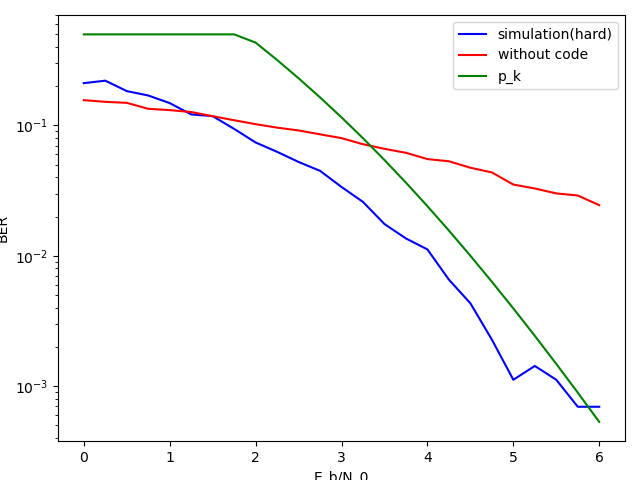 simulation(hard)
without code
p_k
10⁻¹
10⁻²
10⁻³
BER
0 1 2 3 4 5 6
E_b/N_0